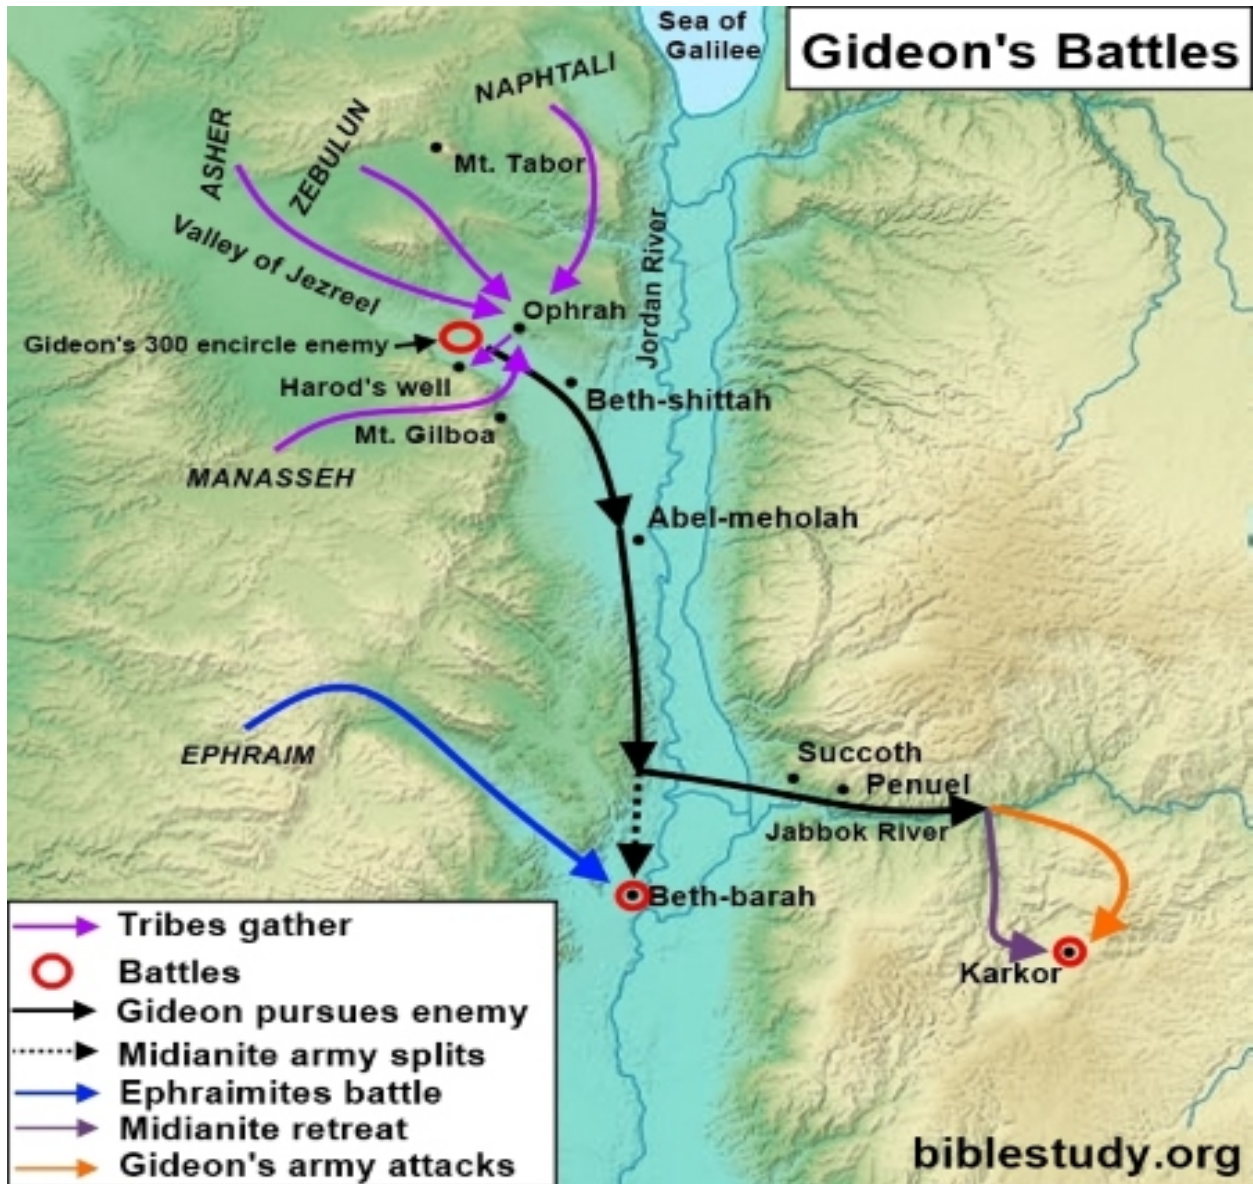 Sea of
Galilee
Gideon's Battles
NAPHTALI
ASHER
ZEBULUN
Mt. Tabor
Valley of Jezreel
Jordan River
Ophrah
Gideon's 300 encircle enemy
Harod's well
Beth-shittah
Mt. Gilboa
MANASSEH
Abel-meholah
EPHRAIM
Succoth
Penuel
Jabbok River
Beth-barah
Karkor
Tribes gather
Battles
Gideon pursues enemy
Midianite army splits
Ephraimites battle
Midianite retreat
Gideon's army attacks
biblestudy.org